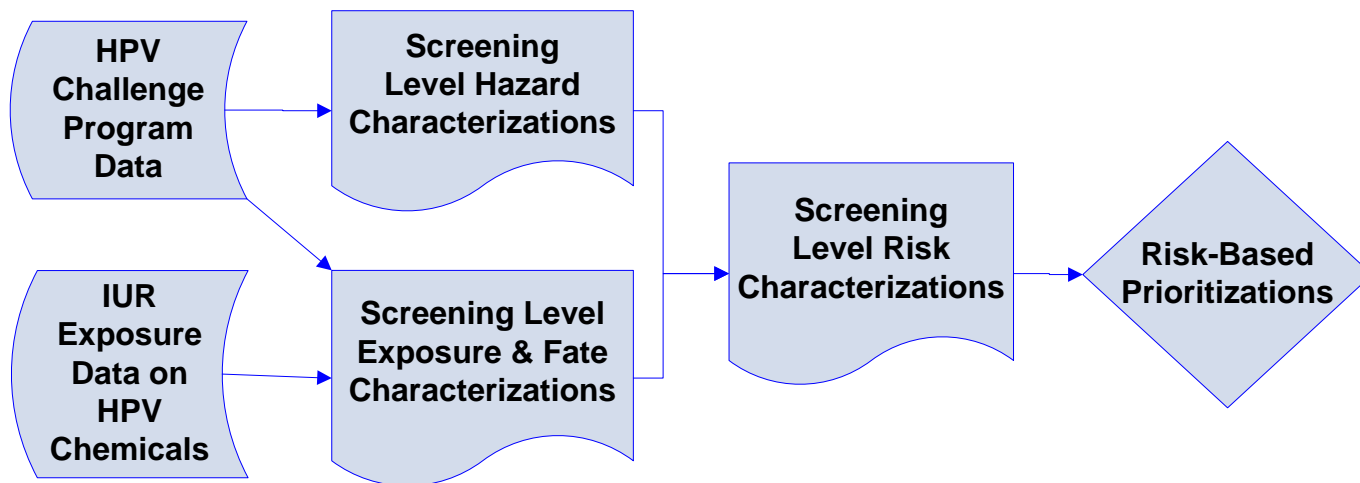 HPV
Challenge
Program
Data
Screening
Level Hazard
Characterizations
IUR
Exposure
Data on
HPV
Chemicals
Screening Level
Exposure & Fate
Characterizations
Screening
Level Risk
Characterizations
Risk-Based
Prioritizations